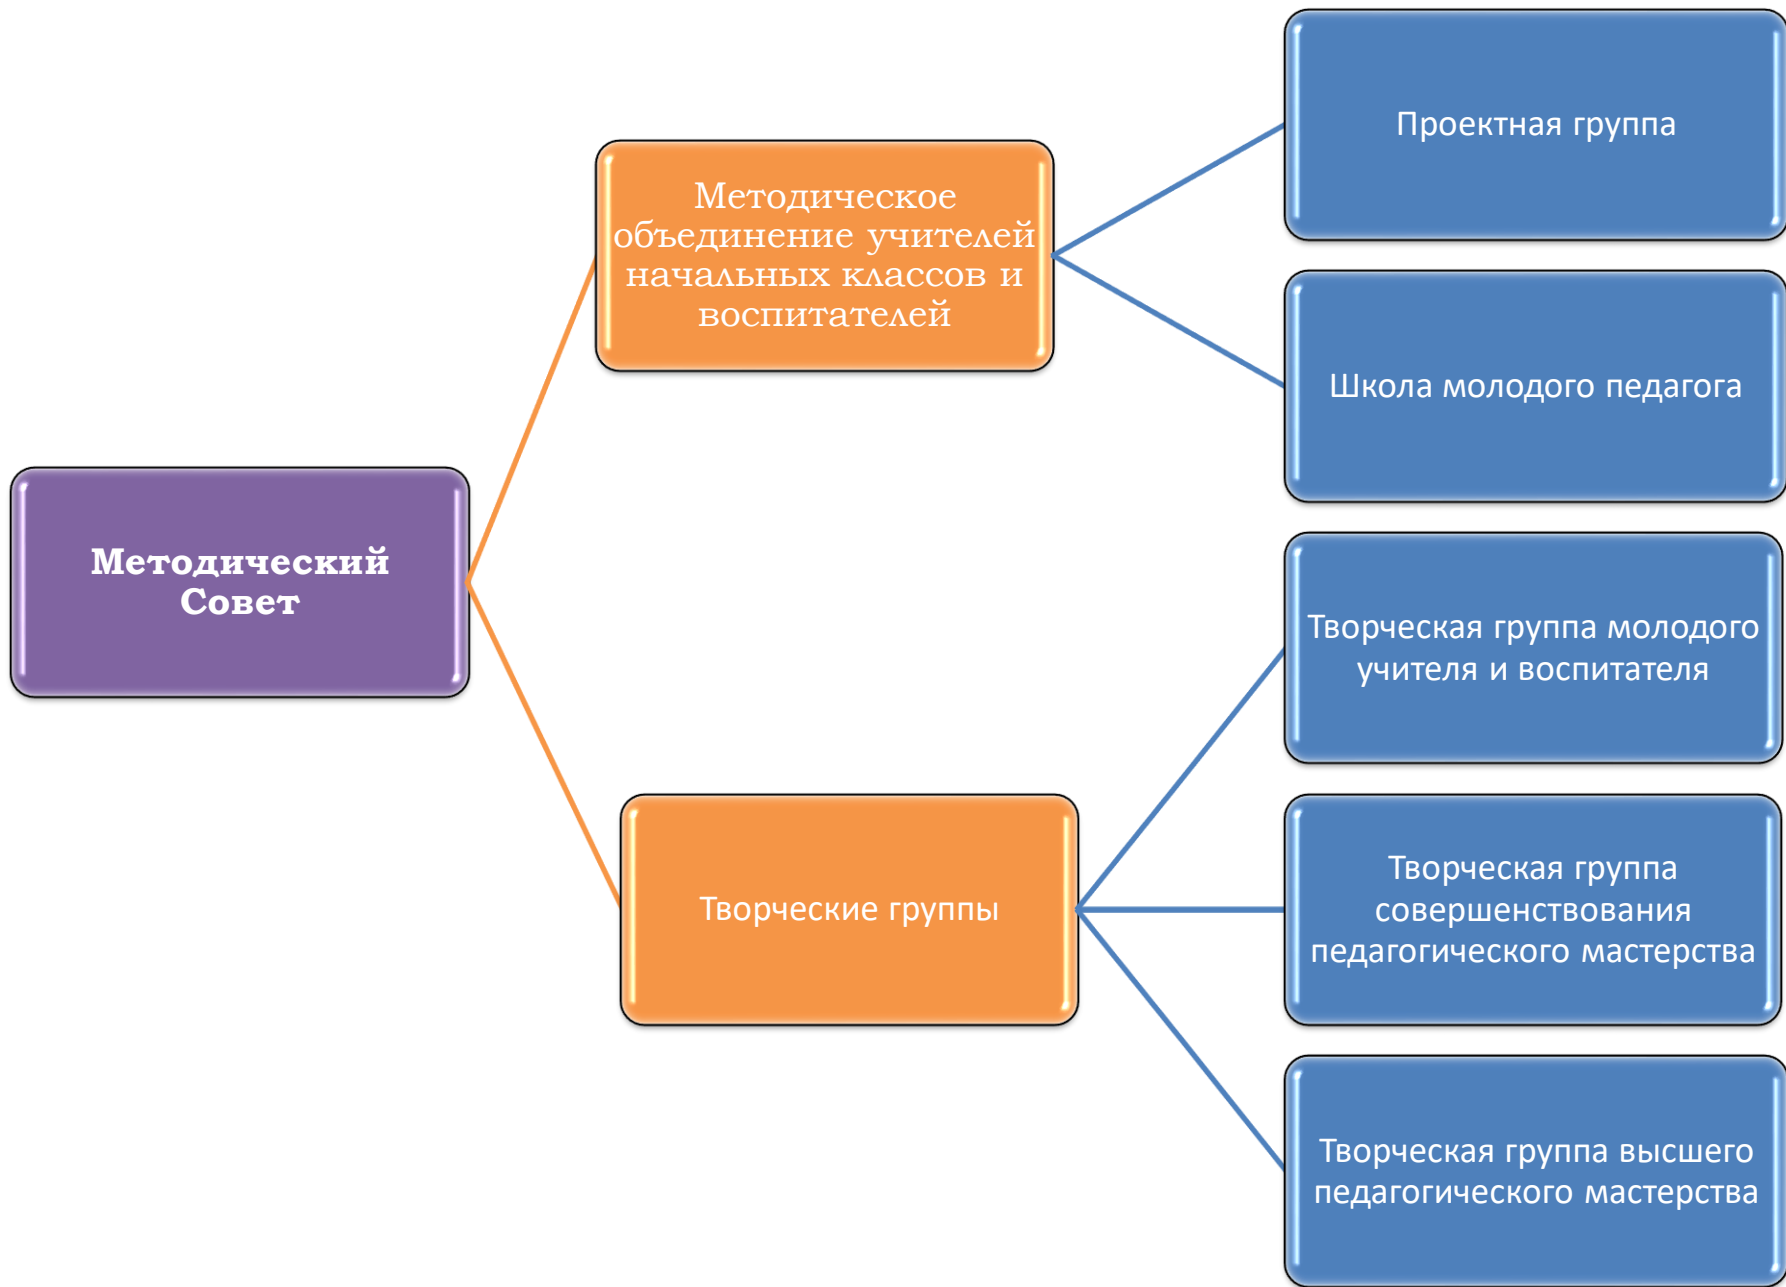 Методический
Совет
Методическое
объединение учителей
начальных классов и
воспитателей
Творческие группы
Проектная группа
Школа молодого педагога
Творческая группа молодого
учителя и воспитателя
Творческая группа
совершенствования
педагогического мастерства
Творческая группа высшего
педагогического мастерства